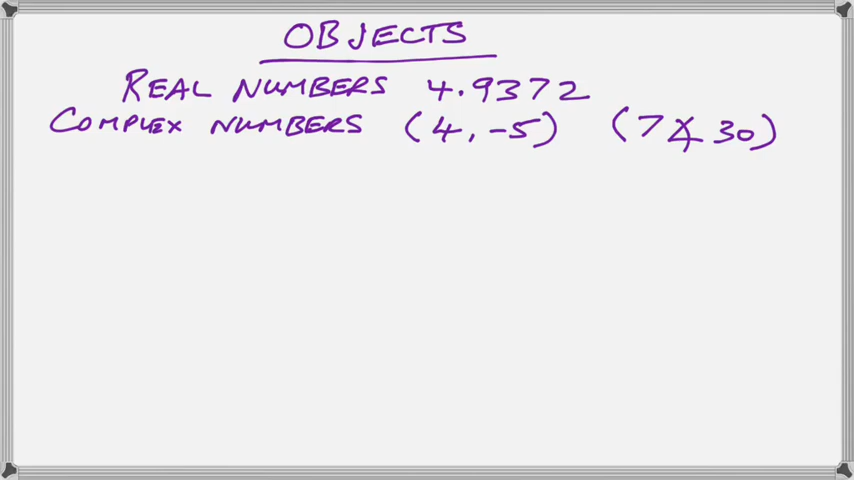 OBJECTS
REAL NUMBERS 4.9372
COMPLEX NUMBERS (4, -5) (7∡30)